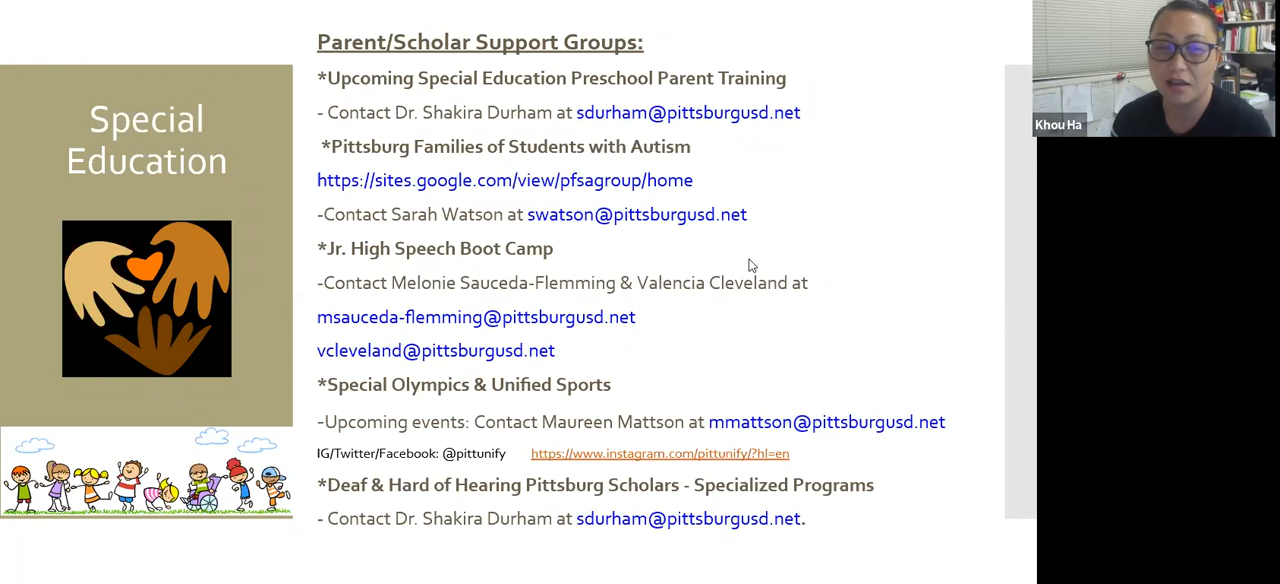 Special
Education
Parent/Scholar Support Groups:
*Upcoming Special Education Preschool Parent Training
- Contact Dr. Shakira Durham at sdurham@pittsburgusd.net
*Pittsburg Families of Students with Autism
https://sites.google.com/view/pfsagroup/home
-Contact Sarah Watson at swatson@pittsburgusd.net
*Jr. High Speech Boot Camp
-Contact Melonie Sauceda-Flemming & Valencia Cleveland at
msauceda-flemming@pittsburgusd.net
vcleveland@pittsburgusd.net
*Special Olympics & Unified Sports
-Upcoming events: Contact Maureen Mattson at mmattson@pittsburgusd.net
IG/Twitter/Facebook: @pittunify https://www.instagram.com/pittunify/?hl=en
*Deaf & Hard of Hearing Pittsburg Scholars - Specialized Programs
- Contact Dr. Shakira Durham at sdurham@pittsburgusd.net.
Khou Ha